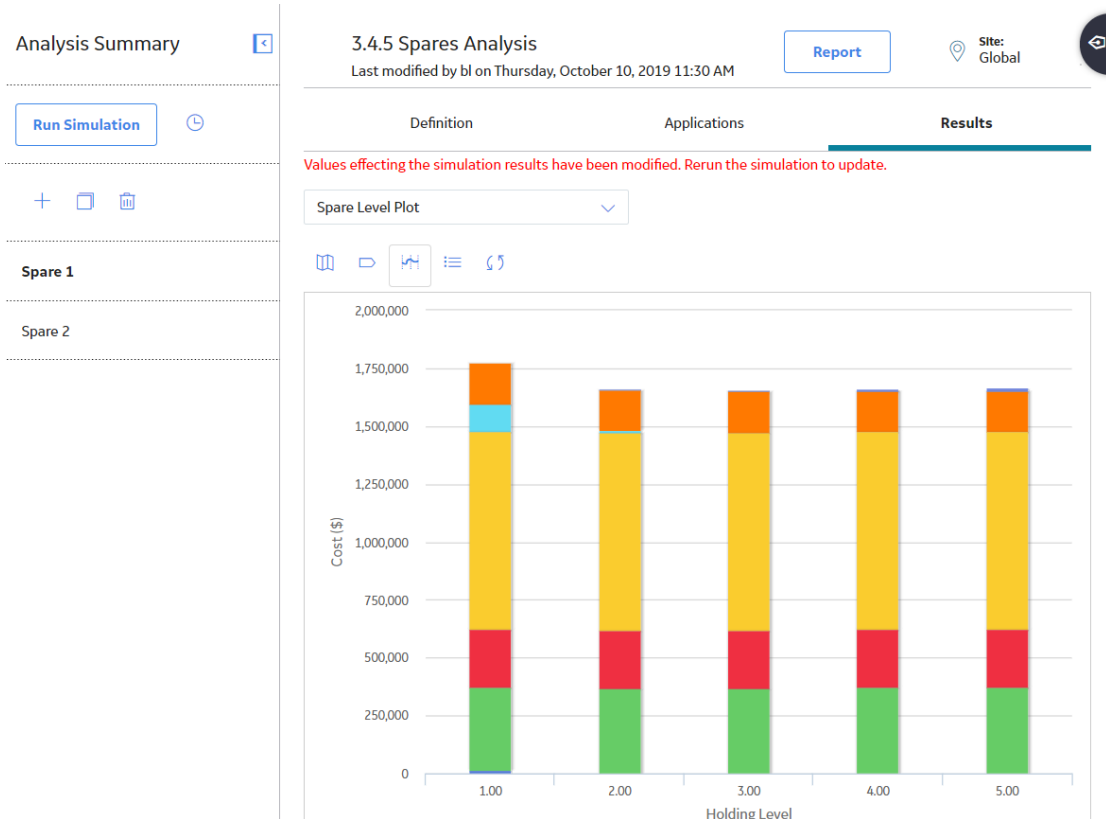 Analysis Summary
3.4.5 Spares Analysis
Last modified by bl on Thursday, October 10, 2019 11:30 AM
Report
Site:
Global
Run Simulation
Definition
Applications
Results
Values effecting the simulation results have been modified. Rerun the simulation to update.
Spare Level Plot
Spare 1
Spare 2
2,000,000
1,750,000
1,500,000
1,250,000
1,000,000
750,000
500,000
250,000
0
Cost ($)
1.00
2.00
3.00
4.00
5.00
Holding Level